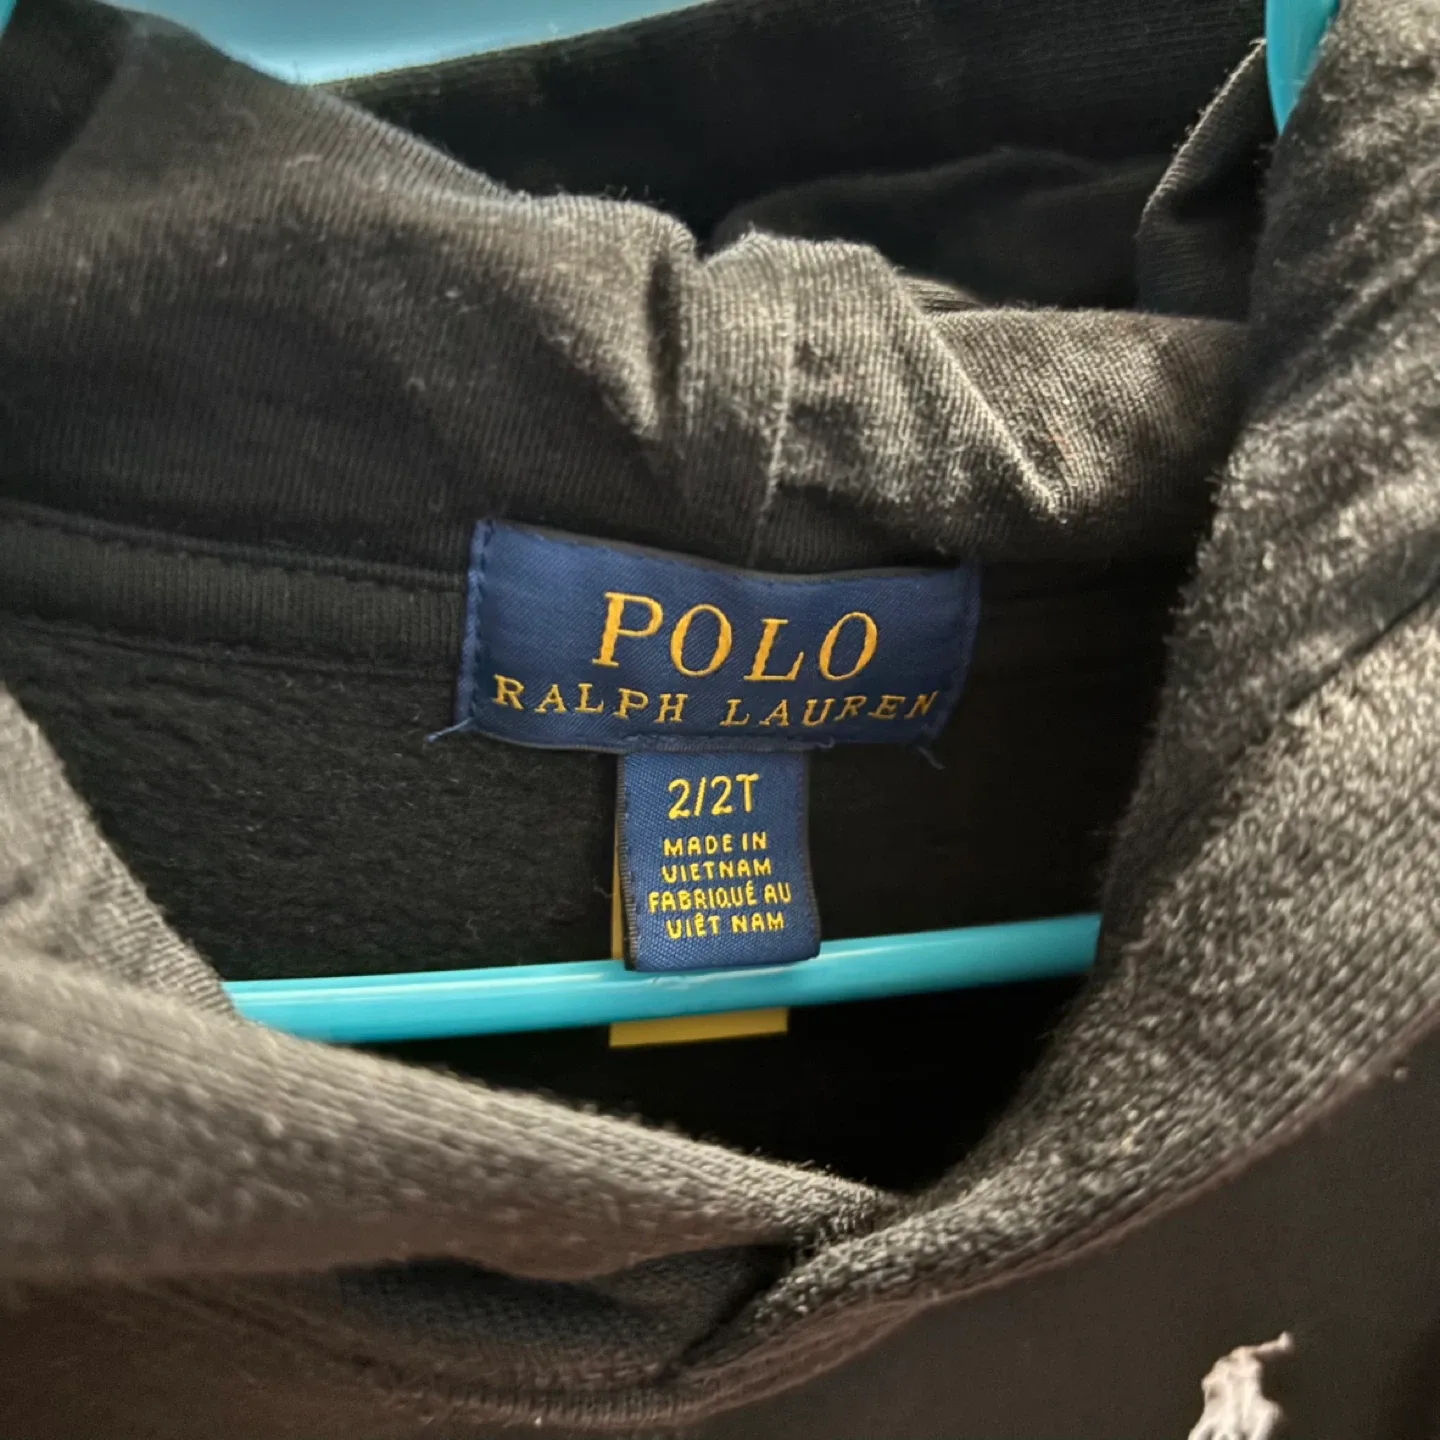 POLO
RALPH LAUREN
2/2T
MADE IN
VIETNAM
FABRIQUÉ AU
VIÊT NAM